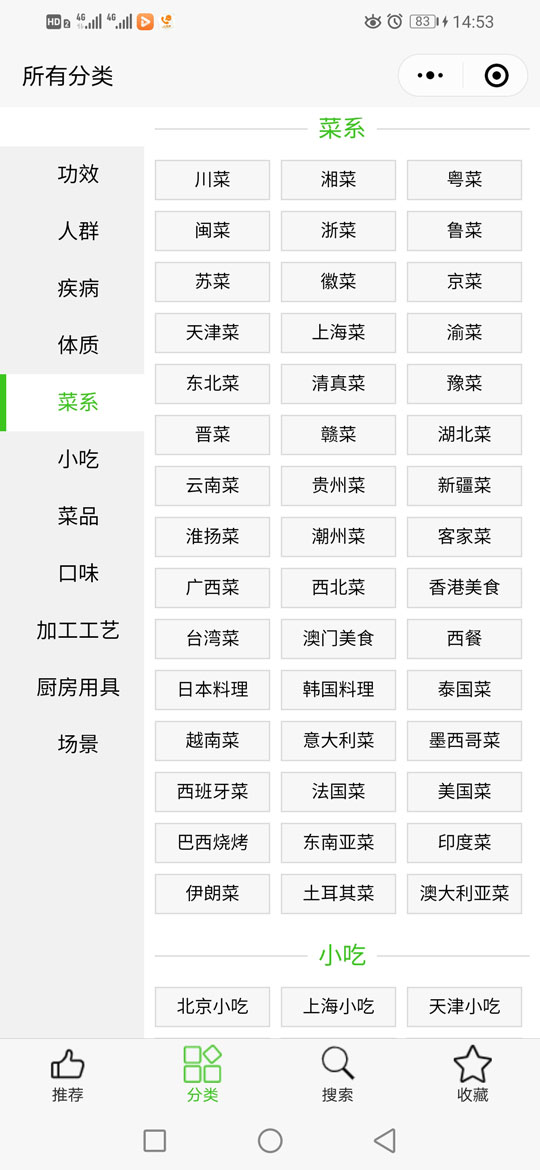 HD 2 4G 4G 83 14:53
所有分类
功效
人群
疾病
体质
菜系
小吃
菜品
口味
加工工艺
厨房用具
场景
菜系
川菜 湘菜 粤菜
闽菜 浙菜 鲁菜
苏菜 徽菜 京菜
天津菜 上海菜 渝菜
东北菜 清真菜 豫菜
晋菜 赣菜 湖北菜
云南菜 贵州菜 新疆菜
淮扬菜 潮州菜 客家菜
广西菜 西北菜 香港美食
台湾菜 澳门美食 西餐
日本料理 韩国料理 泰国菜
越南菜 意大利菜 墨西哥菜
西班牙菜 法国菜 美国菜
巴西烧烤 东南亚菜 印度菜
伊朗菜 土耳其菜 澳大利亚菜
小吃
北京小吃 上海小吃 天津小吃
推荐 分类 搜索 收藏